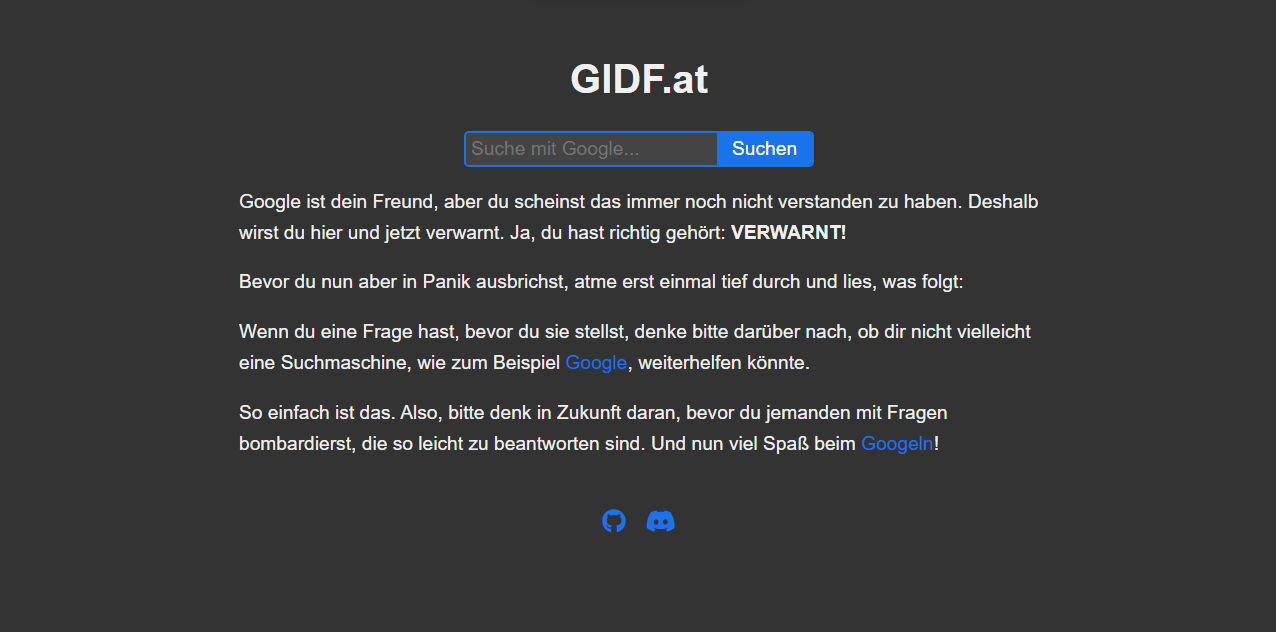 GIDF.at
Suche mit Google...
Suchen
Google ist dein Freund, aber du scheinst das immer noch nicht verstanden zu haben. Deshalb
wirst du hier und jetzt verwarnt. Ja, du hast richtig gehört: VERWARNT!
Bevor du nun aber in Panik ausbrichst, atme erst einmal tief durch und lies, was folgt:
Wenn du eine Frage hast, bevor du sie stellst, denke bitte darüber nach, ob dir nicht vielleicht
eine Suchmaschine, wie zum Beispiel Google, weiterhelfen könnte.
So einfach ist das. Also, bitte denk in Zukunft daran, bevor du jemanden mit Fragen
bombardierst, die so leicht zu beantworten sind. Und nun viel Spaß beim Googeln!